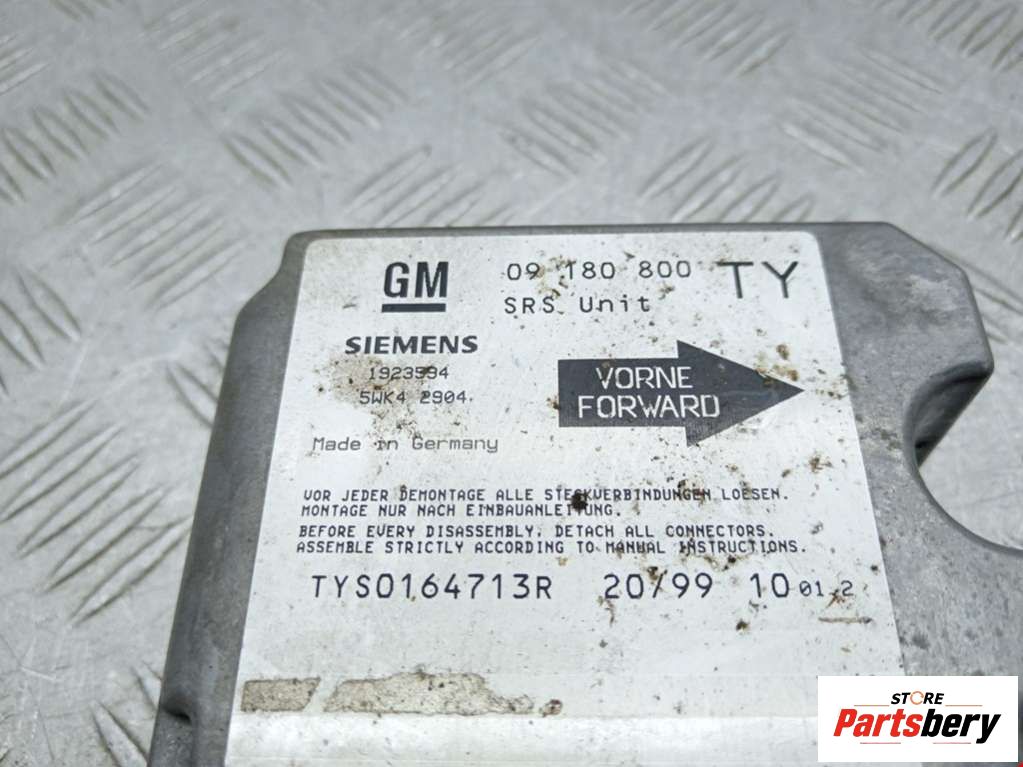 GM
09 180 800 TY
SRS Unit
SIEMENS
1923594
5WK4 2904
VORNE
FORWARD
Made in Germany
VOR JEDER DEMONTAGE ALLE STECKVERBINDUNGEN LOESEN.
MONTAGE NUR NACH EINBAUANLEITUNG.
BEFORE EVERY DISASSEMBLY, DETACH ALL CONNECTORS.
ASSEMBLE STRICTLY ACCORDING TO MANUAL INSTRUCTIONS.
TYS0164713R 20/99 10 01.2
STORE
Partsbery